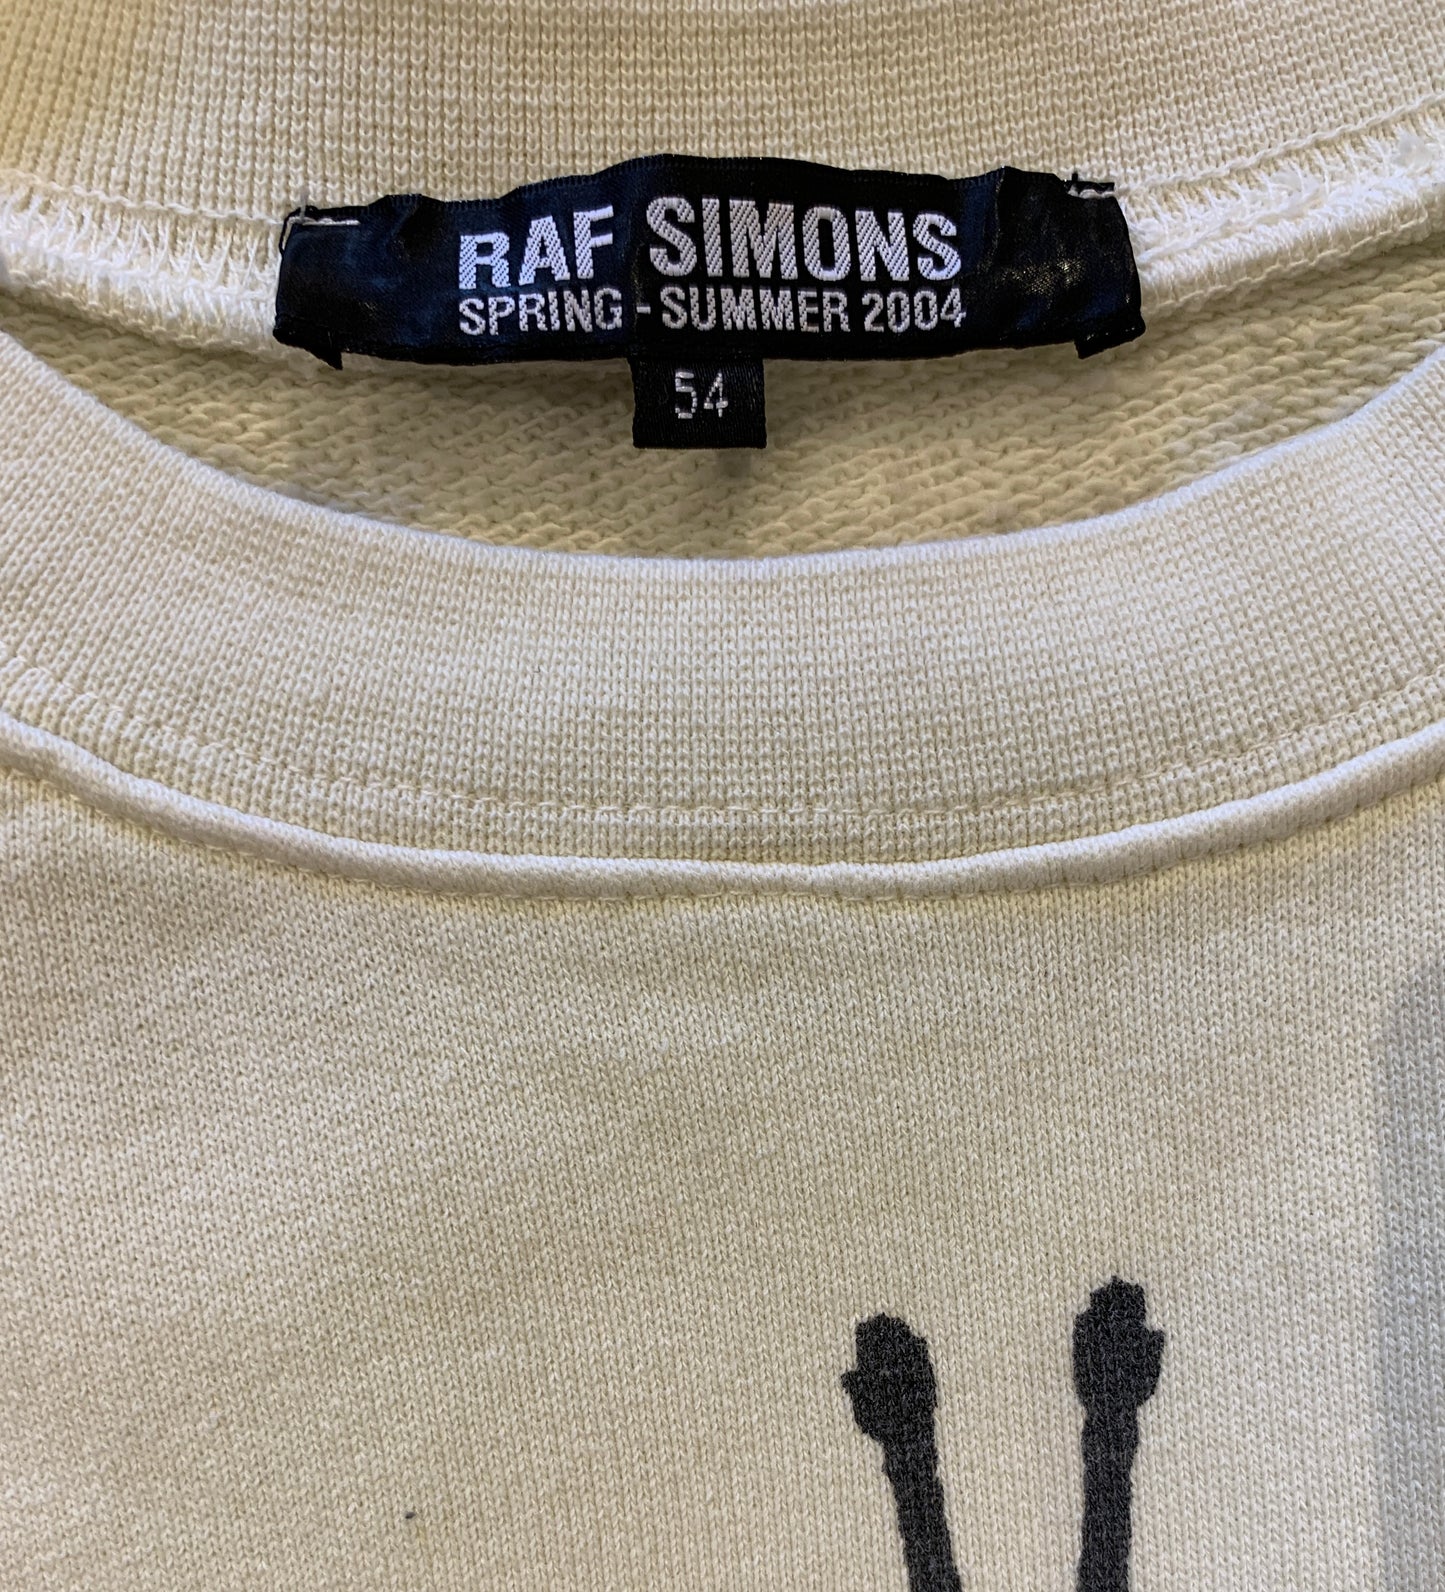 RAF SIMONS
SPRING - SUMMER 2004
54